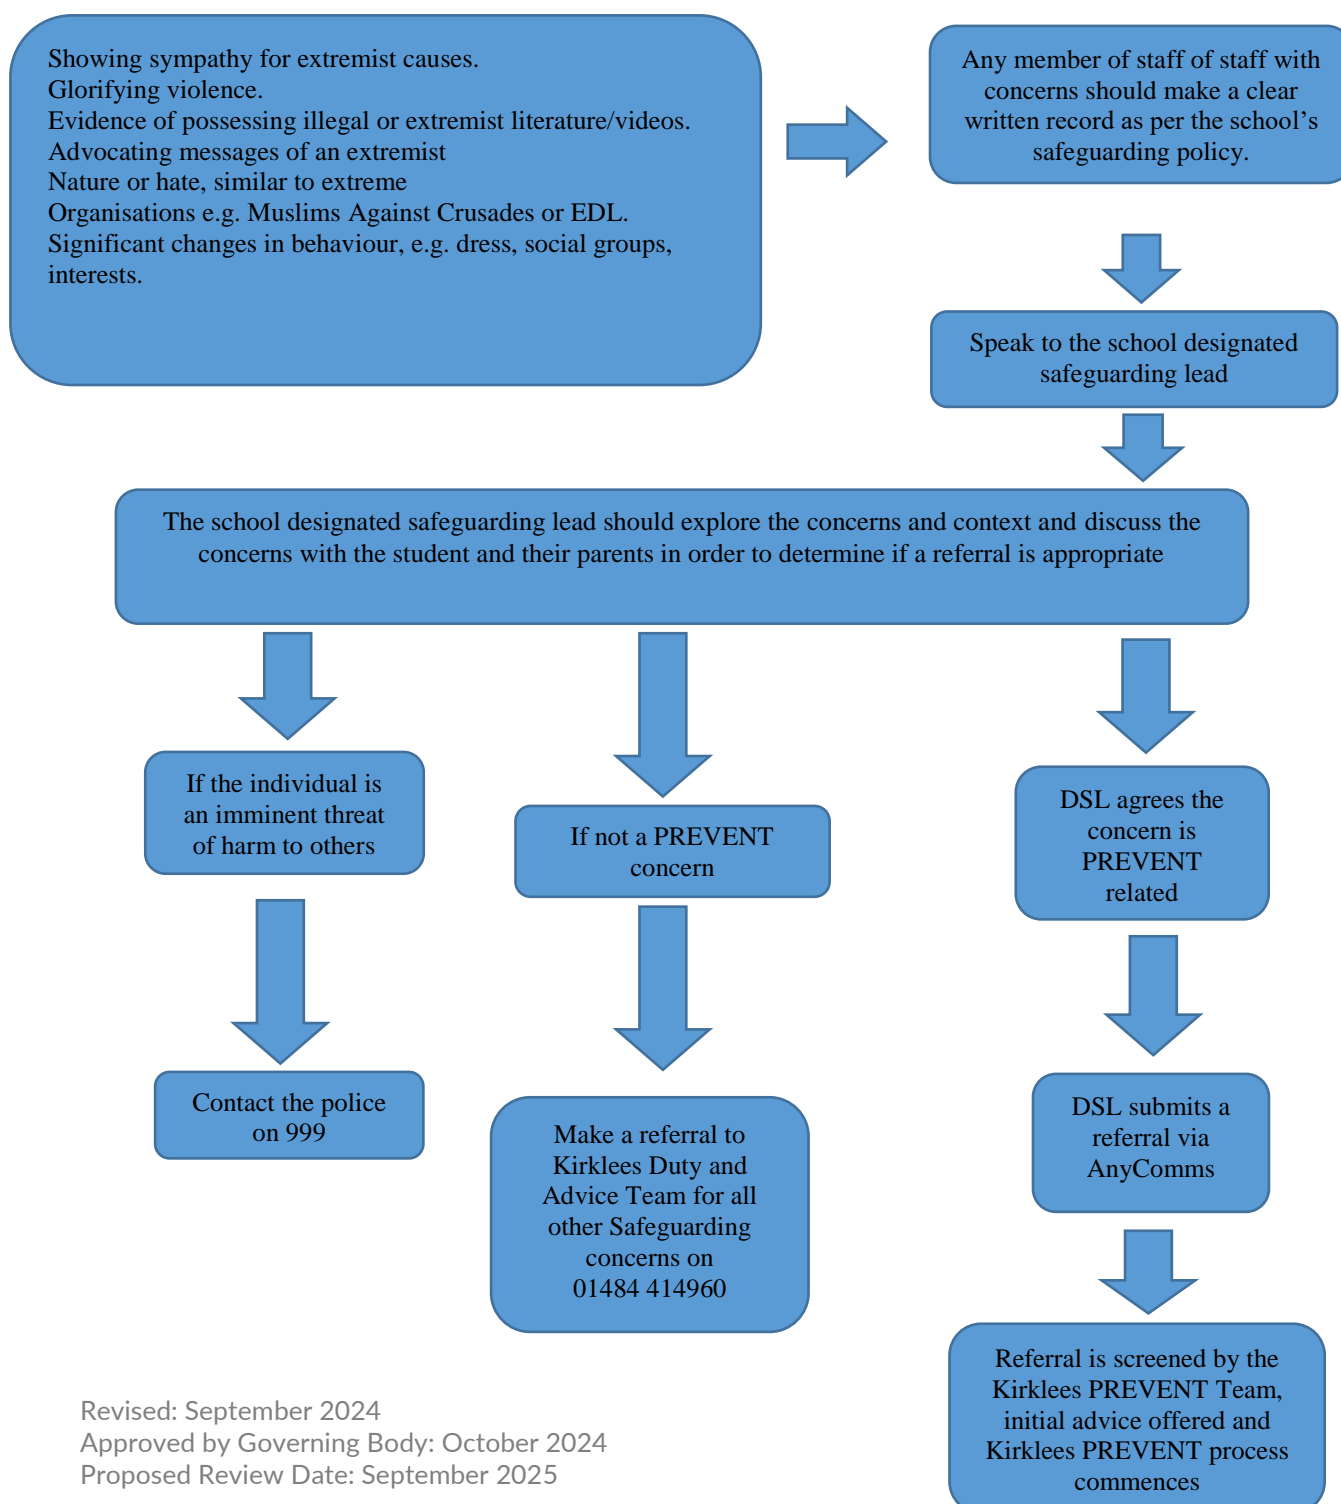 Showing sympathy for extremist causes.
Glorifying violence.
Evidence of possessing illegal or extremist literature/videos.
Advocating messages of an extremist
Nature or hate, similar to extreme
Organisations e.g. Muslims Against Crusades or EDL.
Significant changes in behaviour, e.g. dress, social groups,
interests.
Any member of staff of staff with
concerns should make a clear
written record as per the school’s
safeguarding policy.
Speak to the school designated
safeguarding lead
The school designated safeguarding lead should explore the concerns and context and discuss the
concerns with the student and their parents in order to determine if a referral is appropriate
If the individual is
an imminent threat
of harm to others
Contact the police
on 999
If not a PREVENT
concern
Make a referral to
Kirklees Duty and
Advice Team for all
other Safeguarding
concerns on
01484 414960
DSL agrees the
concern is
PREVENT
related
DSL submits a
referral via
AnyComms
Referral is screened by the
Kirklees PREVENT Team,
initial advice offered and
Kirklees PREVENT process
commences
Revised: September 2024
Approved by Governing Body: October 2024
Proposed Review Date: September 2025